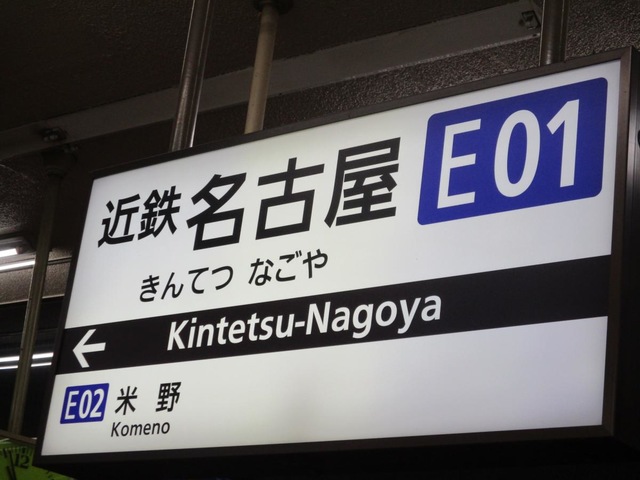 近鉄名古屋 E01
きんてつ なごや
← Kintetsu-Nagoya
E02 米野
Komeno
12